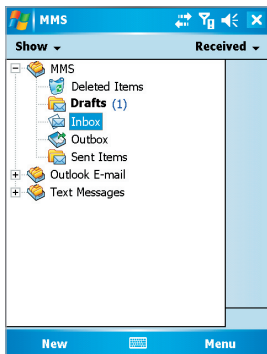 MMS
Show Received
MMS
Deleted Items
Drafts (1)
Inbox
Outbox
Sent Items
Outlook E-mail
Text Messages
New Menu